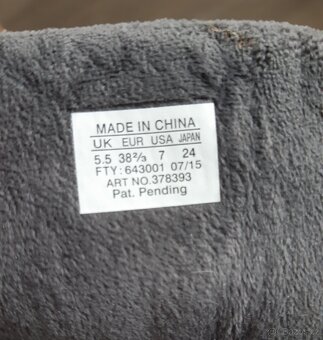 MADE IN CHINA
UK EUR USA JAPAN
5.5 38⅔ 7 24
FTY: 643001 07/15
ART NO.378393
Pat. Pending